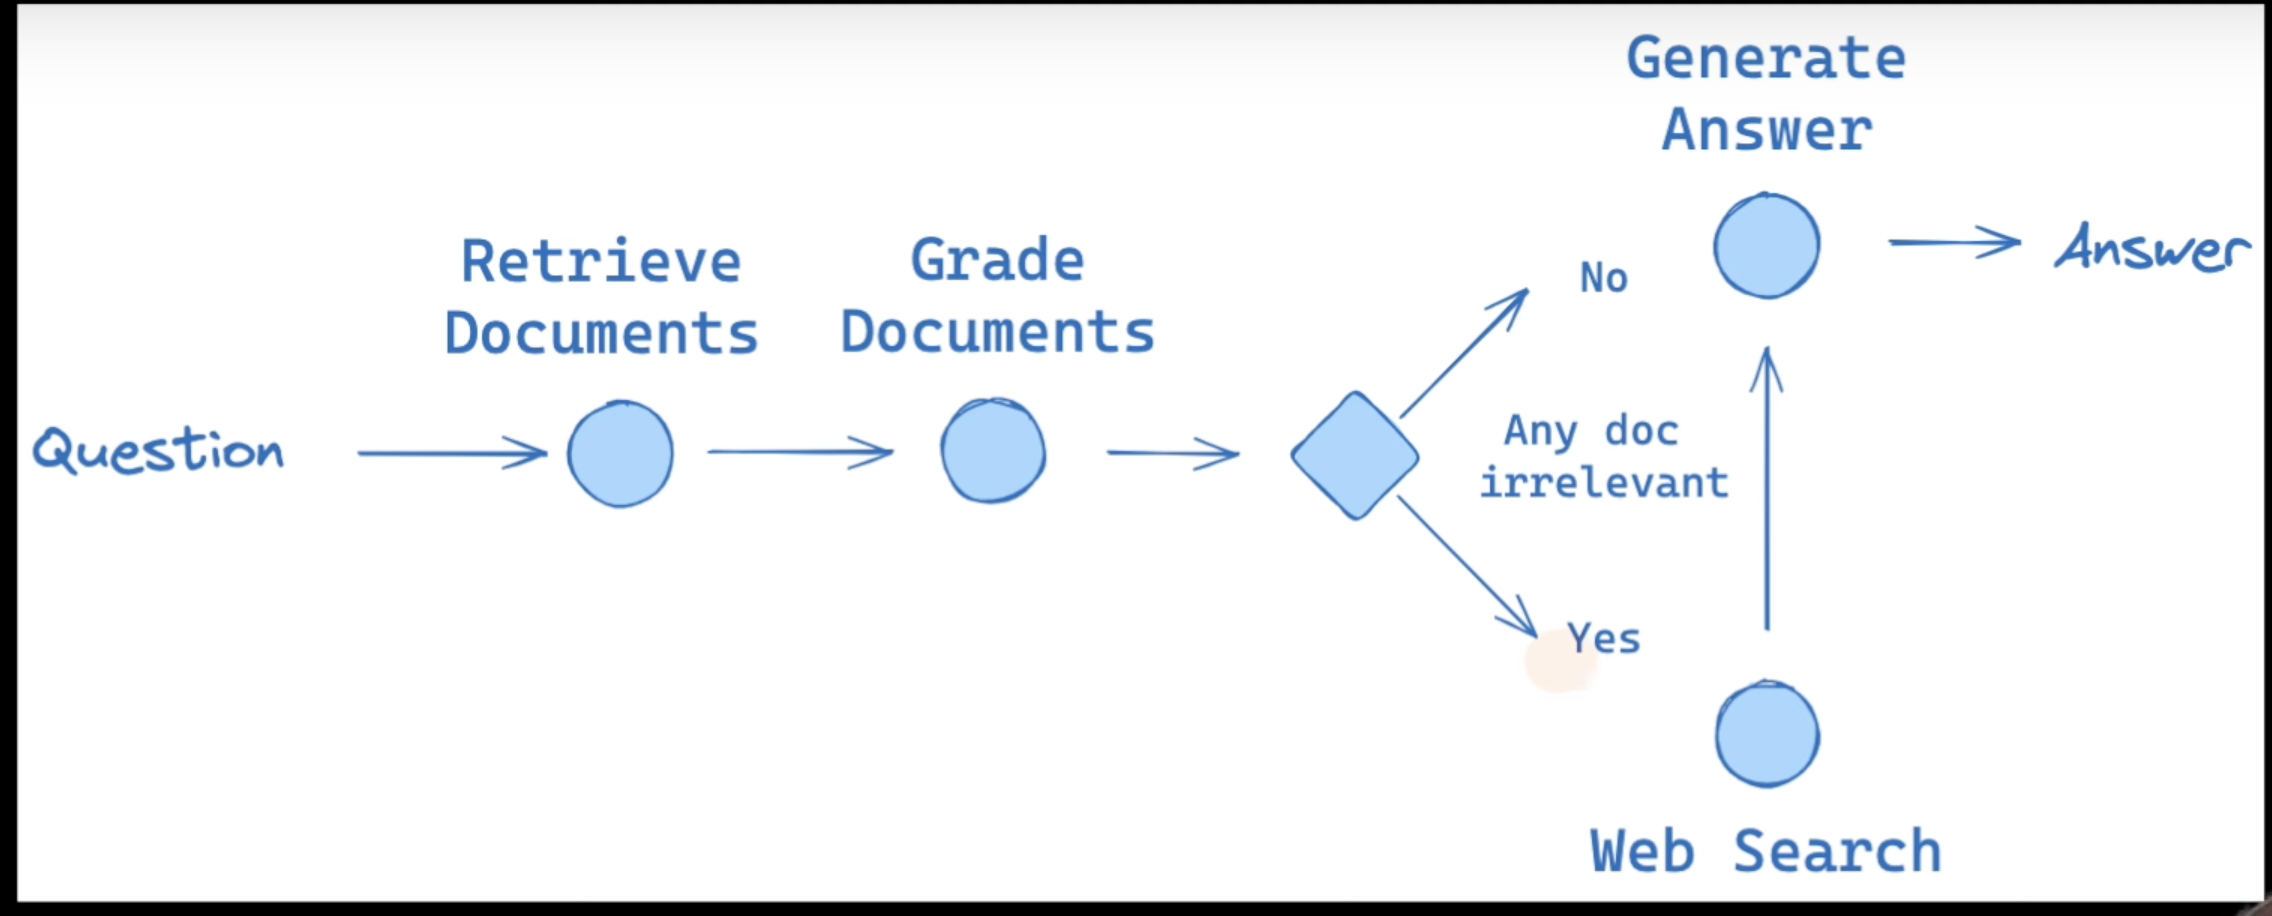 Question
Retrieve
Documents
Grade
Documents
Any doc
irrelevant
No
Yes
Generate
Answer
Answer
Web Search